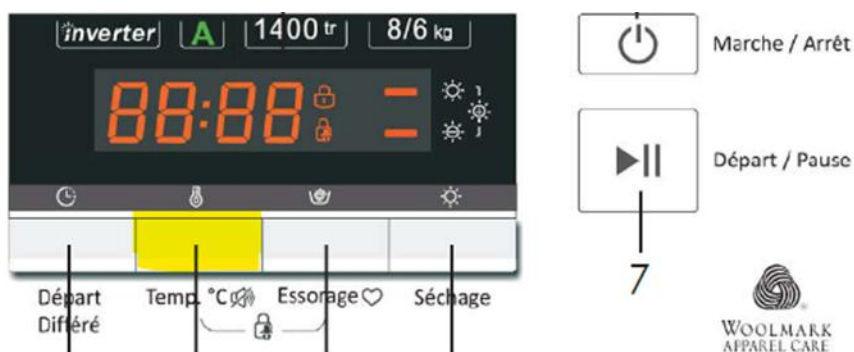 inverter A 1400 tr 8/6 kg
88:88
Marche / Arrêt
Départ / Pause
7
Départ Différé
Temp. °C
Essorage
Séchage
WOOLMARK
APPAREL CARE